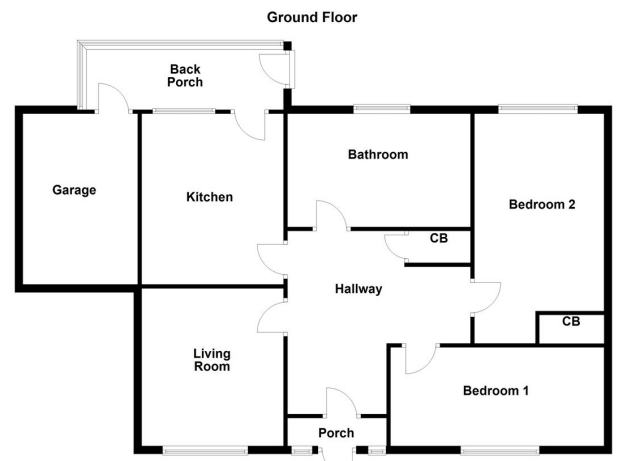 Ground Floor
Back
Porch
Garage
Kitchen
Bathroom
Bedroom 2
CB
Hallway
CB
Living
Room
Bedroom 1
Porch